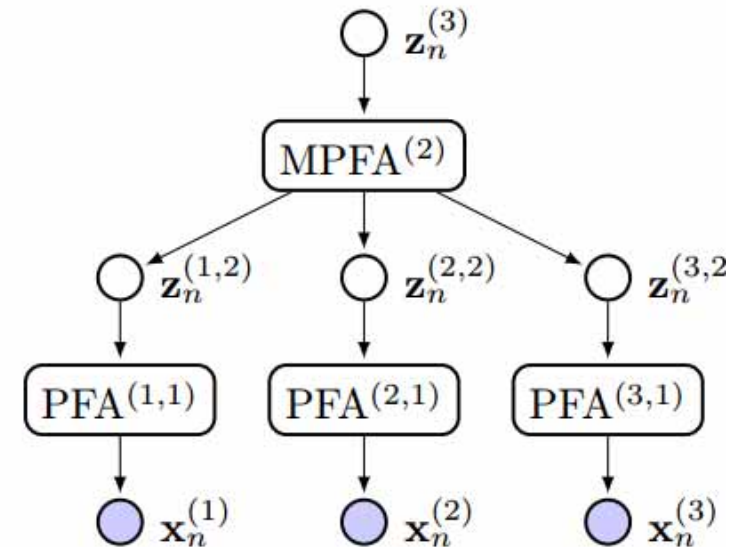 z_n^{(3)}
MPFA^{(2)}
z_n^{(1,2)} z_n^{(2,2)} z_n^{(3,2
PFA^{(1,1)} PFA^{(2,1)} PFA^{(3,1)}
x_n^{(1)} x_n^{(2)} x_n^{(3)}